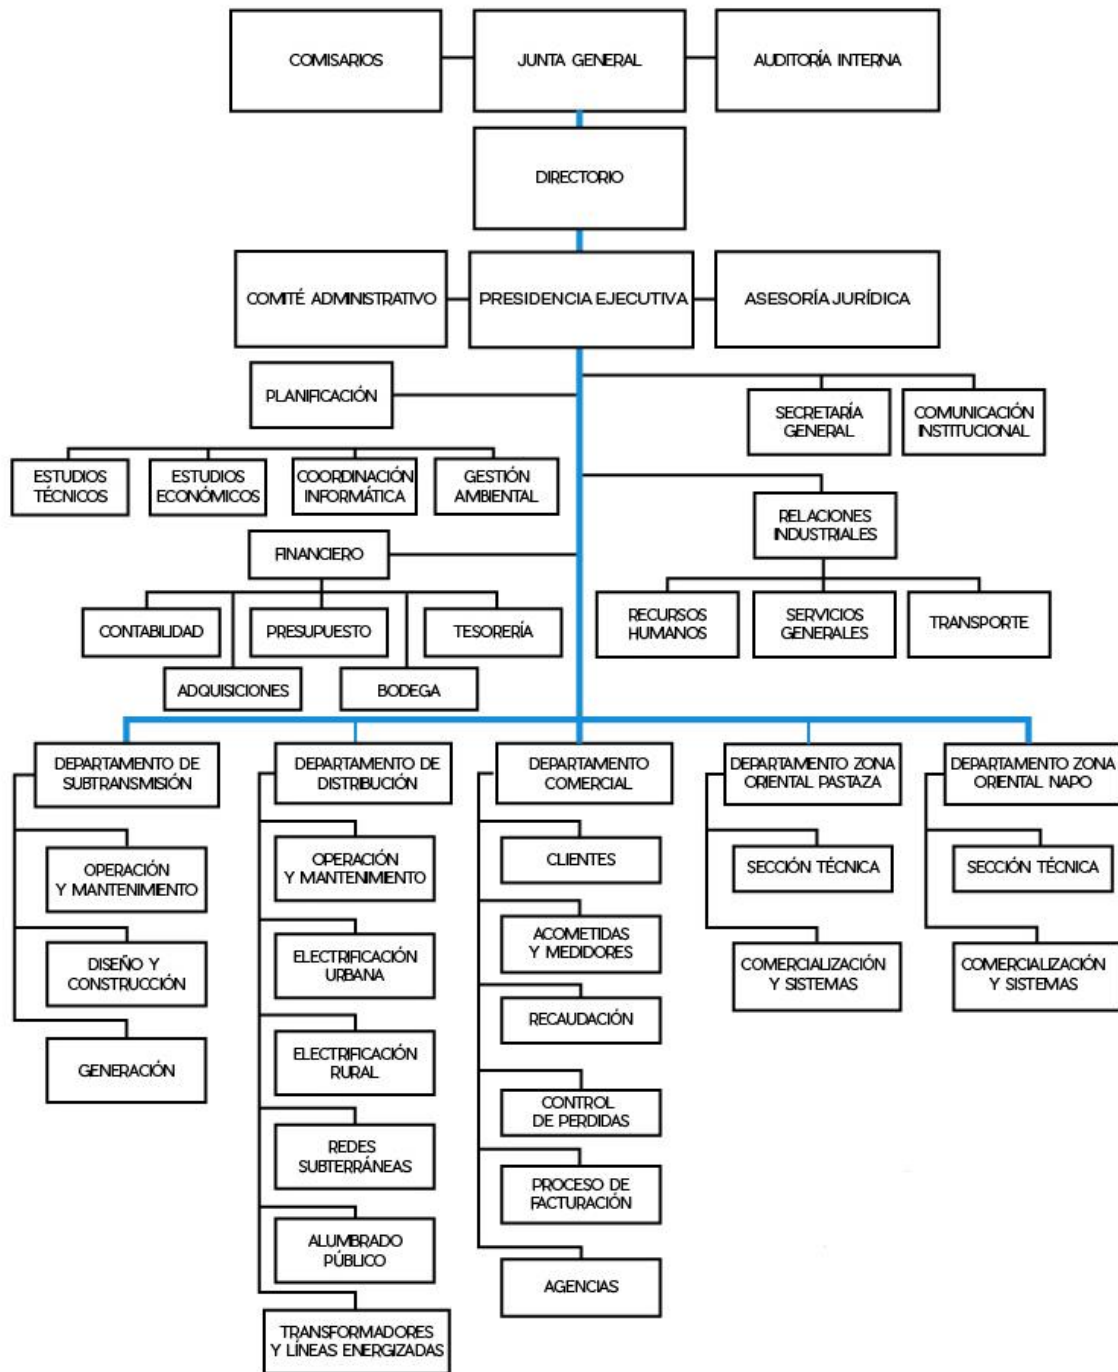 COMISARIOS
JUNTA GENERAL
AUDITORÍA INTERNA
DIRECTORIO
COMITÉ ADMINISTRATIVO
PRESIDENCIA EJECUTIVA
ASESORÍA JURÍDICA
PLANIFICACIÓN
SECRETARÍA
GENERAL
COMUNICACIÓN
INSTITUCIONAL
ESTUDIOS
TÉCNICOS
ESTUDIOS
ECONÓMICOS
COORDINACIÓN
INFORMÁTICA
GESTIÓN
AMBIENTAL
RELACIONES
INDUSTRIALES
FINANCIERO
CONTABILIDAD
PRESUPUESTO
TESORERÍA
RECURSOS
HUMANOS
SERVICIOS
GENERALES
TRANSPORTE
ADQUISICIONES
BODEGA
DEPARTAMENTO DE
SUBTRANSMISIÓN
OPERACIÓN
Y MANTENIMIENTO
DISEÑO Y
CONSTRUCCIÓN
GENERACIÓN
DEPARTAMENTO DE
DISTRIBUCIÓN
OPERACIÓN
Y MANTENIMIENTO
ELECTRIFICACIÓN
URBANA
ELECTRIFICACIÓN
RURAL
REDES
SUBTERRÁNEAS
ALUMBRADO
PÚBLICO
TRANSFORMADORES
Y LÍNEAS ENERGIZADAS
DEPARTAMENTO
COMERCIAL
CLIENTES
ACOMETIDAS
Y MEDIDORES
RECAUDACIÓN
CONTROL
DE PERDIDAS
PROCESO DE
FACTURACIÓN
AGENCIAS
DEPARTAMENTO ZONA
ORIENTAL PASTAZA
SECCIÓN TÉCNICA
COMERCIALIZACIÓN
Y SISTEMAS
DEPARTAMENTO ZONA
ORIENTAL NAPO
SECCIÓN TÉCNICA
COMERCIALIZACIÓN
Y SISTEMAS